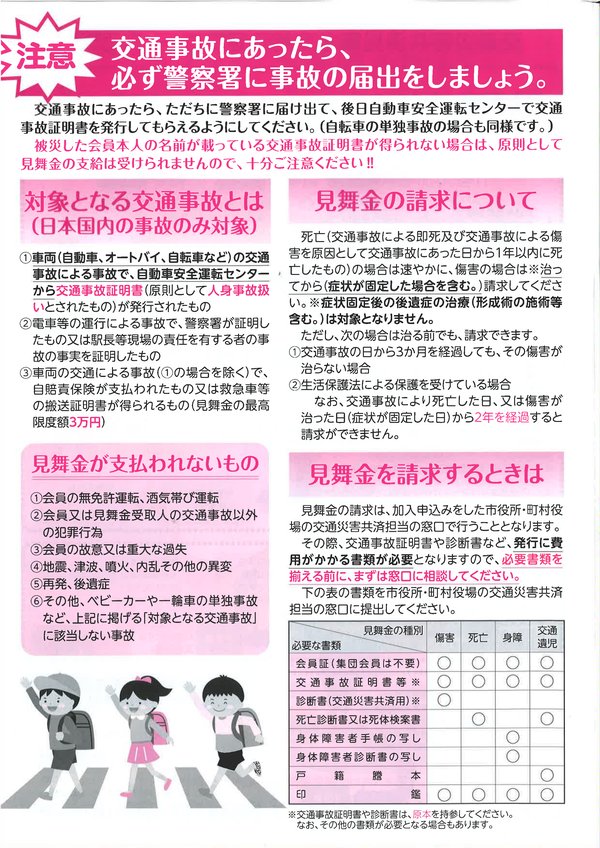 注意
交通事故にあったら、
必ず警察署に事故の届出をしましょう。
交通事故にあったら、ただちに警察署に届け出て、後日自動車安全運転センターで交通
事故証明書を発行してもらえるようにしてください。(自転車の単独事故の場合も同様です。)
被災した会員本人の名前が載っている交通事故証明書が得られない場合は、原則として
見舞金の支給は受けられませんので、十分ご注意ください!!
対象となる交通事故とは
(日本国内の事故のみ対象)
①車両(自動車、オートバイ、自転車など)の交通
事故による事故で、自動車安全運転センター
から交通事故証明書(原則として人身事故扱
いとされたもの)が発行されたもの
②電車等の運行による事故で、警察署が証明し
たもの又は駅長等現場の責任を有する者の事
故の事実を証明したもの
③車両の交通による事故(①の場合を除く)で、
自賠責保険が支払われたもの又は救急車等
の搬送証明書が得られるもの(見舞金の最高
限度額3万円)
見舞金が支払われないもの
①会員の無免許運転、酒気帯び運転
②会員又は見舞金受取人の交通事故以外
の犯罪行為
③会員の故意又は重大な過失
④地震、津波、噴火、内乱その他の異変
⑤再発、後遺症
⑥その他、ベビーカーや一輪車の単独事故
など、上記に掲げる「対象となる交通事故」
に該当しない事故
見舞金の請求について
死亡(交通事故による即死及び交通事故による傷
害を原因として交通事故にあった日から1年以内に死
亡したもの)の場合は速やかに、傷害の場合は※治っ
てから(症状が固定した場合を含む。)請求してくださ
い。※症状固定後の後遺症の治療(形成術の施術等
含む。)は対象となりません。
ただし、次の場合は治る前でも、請求できます。
①交通事故の日から3か月を経過しても、その傷害が
治らない場合
②生活保護法による保護を受けている場合
なお、交通事故により死亡した日、又は傷害が
治った日(症状が固定した日)から2年を経過すると
請求ができません。
見舞金を請求するときは
見舞金の請求は、加入申込みをした市役所・町村役
場の交通災害共済担当の窓口で行うこととなります。
その際、交通事故証明書や診断書など、発行に費
用がかかる書類が必要となりますので、必要書類を
揃える前に、まずは窓口に相談してください。
下の表の書類を市役所・町村役場の交通災害共済
担当の窓口に提出してください。
見舞金の種別 必要な書類 傷害 死亡 身障 交通遺児
会員証(集団会員は不要) ○ ○ ○ ○
交通事故証明書等※ ○ ○ ○ ○
診断書(交通災害共済用)※ ○
死亡診断書又は死体検案書 ○ ○
身体障害者手帳の写し ○
身体障害者診断書の写し ○
戸籍謄本 ○
印鑑 ○ ○ ○ ○
※交通事故証明書や診断書は、原本を持参してください。
なお、その他の書類が必要となる場合もあります。